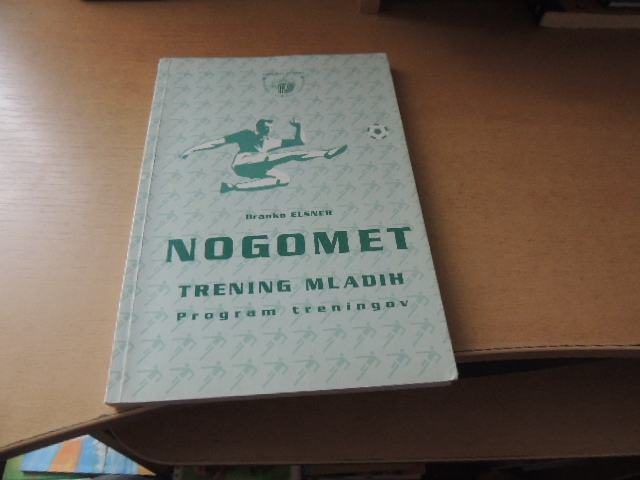 Branko ELSNER
NOGOMET
TRENING MLADIH
Program treningov